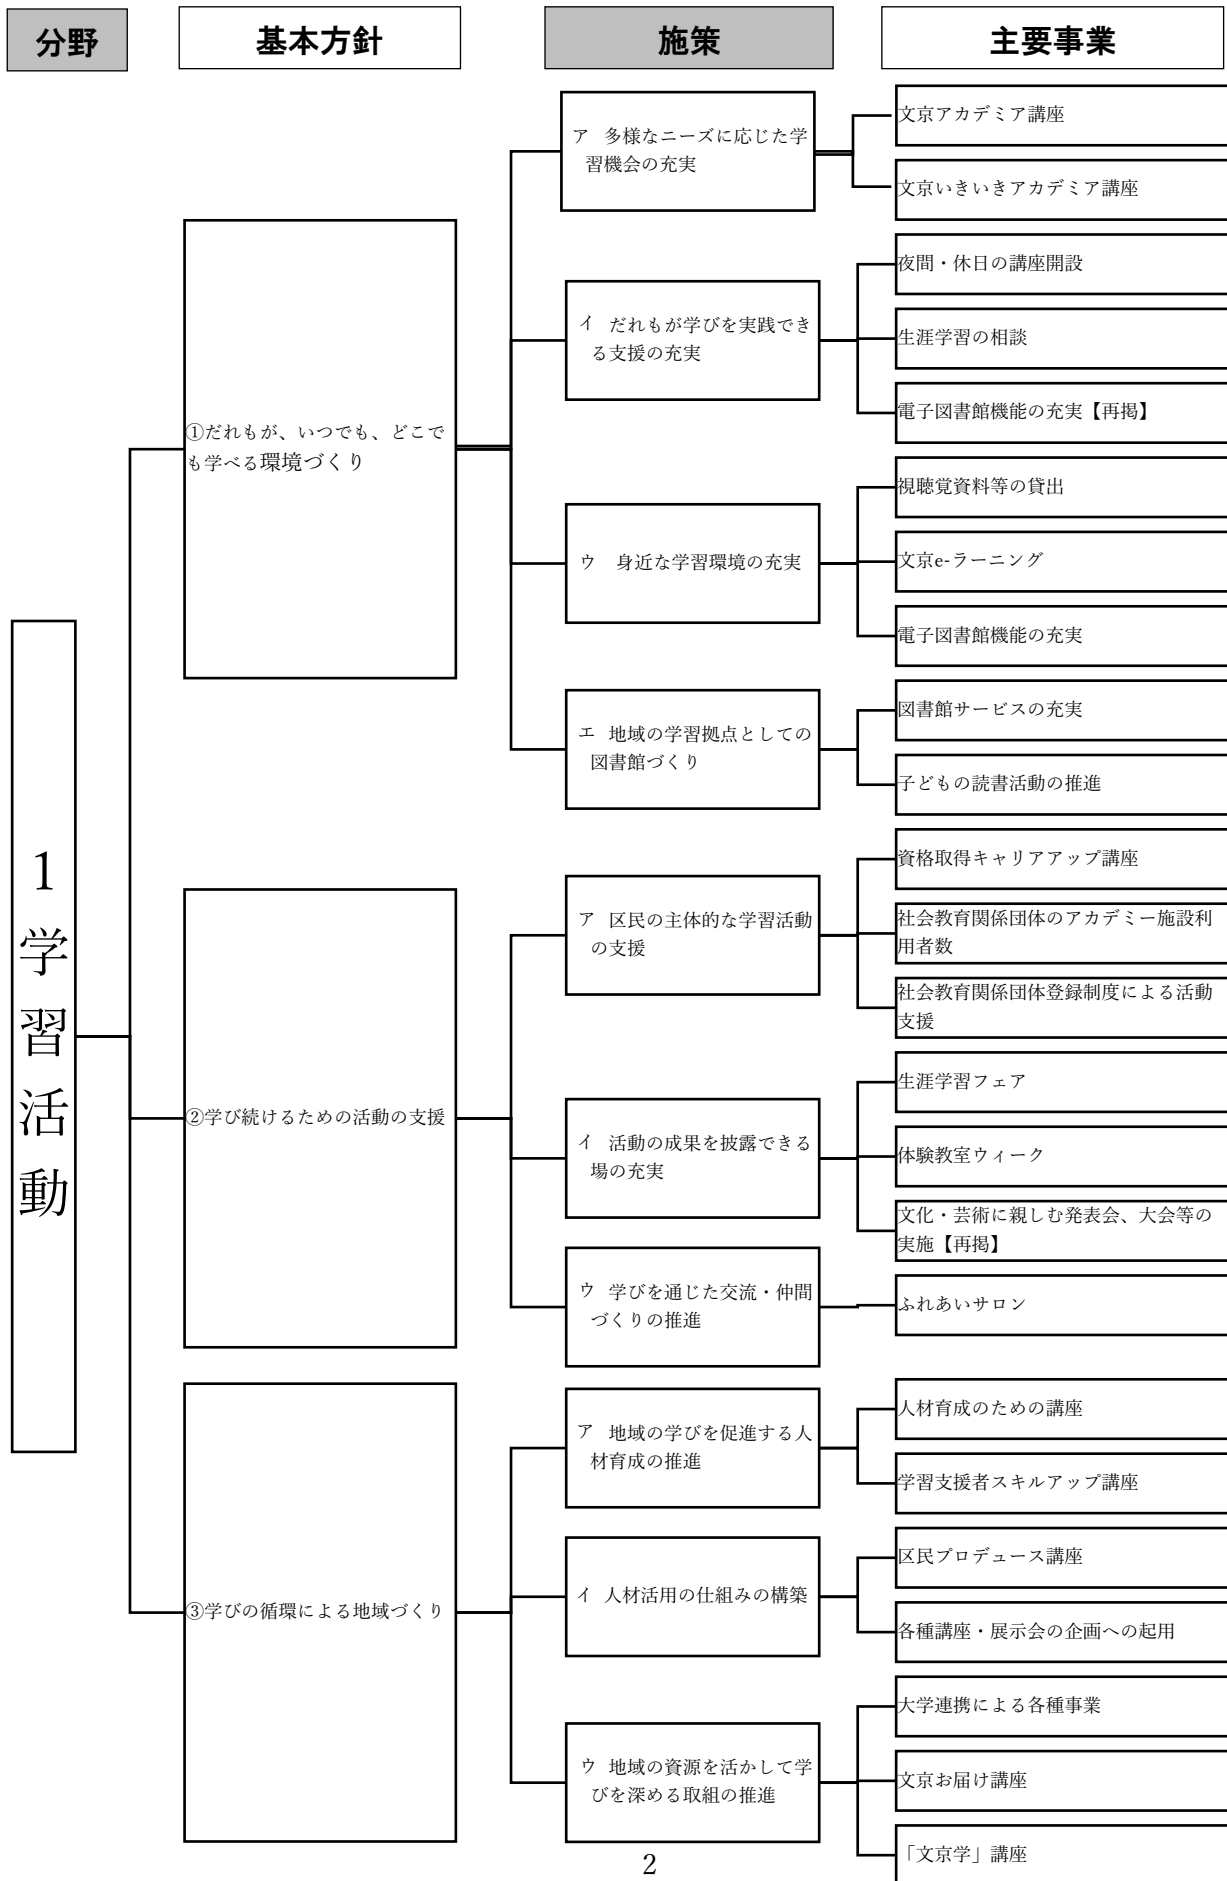 分野
基本方針
施策
主要事業
1学習活動
①だれもが、いつでも、どこで
も学べる環境づくり
ア 多様なニーズに応じた学
習機会の充実
文京アカデミア講座
文京いきいきアカデミア講座
イ だれもが学びを実践でき
る支援の充実
夜間・休日の講座開設
生涯学習の相談
電子図書館機能の充実【再掲】
ウ 身近な学習環境の充実
視聴覚資料等の貸出
文京e-ラーニング
電子図書館機能の充実
エ 地域の学習拠点としての
図書館づくり
図書館サービスの充実
子どもの読書活動の推進
②学び続けるための活動の支援
ア 区民の主体的な学習活動
の支援
資格取得キャリアアップ講座
社会教育関係団体のアカデミー施設利
用者数
社会教育関係団体登録制度による活動
支援
イ 活動の成果を披露できる
場の充実
生涯学習フェア
体験教室ウィーク
文化・芸術に親しむ発表会、大会等の
実施【再掲】
ウ 学びを通じた交流・仲間
づくりの推進
ふれあいサロン
③学びの循環による地域づくり
ア 地域の学びを促進する人
材育成の推進
人材育成のための講座
学習支援者スキルアップ講座
イ 人材活用の仕組みの構築
区民プロデュース講座
各種講座・展示会の企画への起用
ウ 地域の資源を活かして学
びを深める取組の推進
大学連携による各種事業
文京お届け講座
「文京学」講座
2